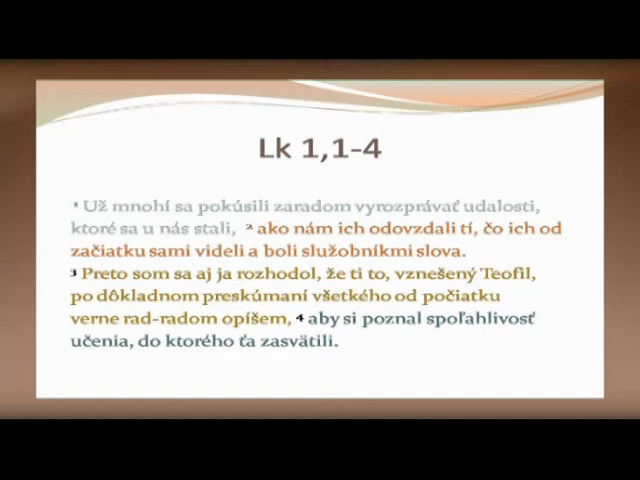 Lk 1,1-4
¹ Už mnohí sa pokúsili zaradom vyrozprávať udalosti,
ktoré sa u nás stali, ² ako nám ich odovzdali tí, čo ich od
začiatku sami videli a boli služobníkmi slova.
³ Preto som sa aj ja rozhodol, že ti to, vznešený Teofil,
po dôkladnom preskúmaní všetkého od počiatku
verne rad-radom opíšem, ⁴ aby si poznal spoľahlivosť
učenia, do ktorého ťa zasvätili.